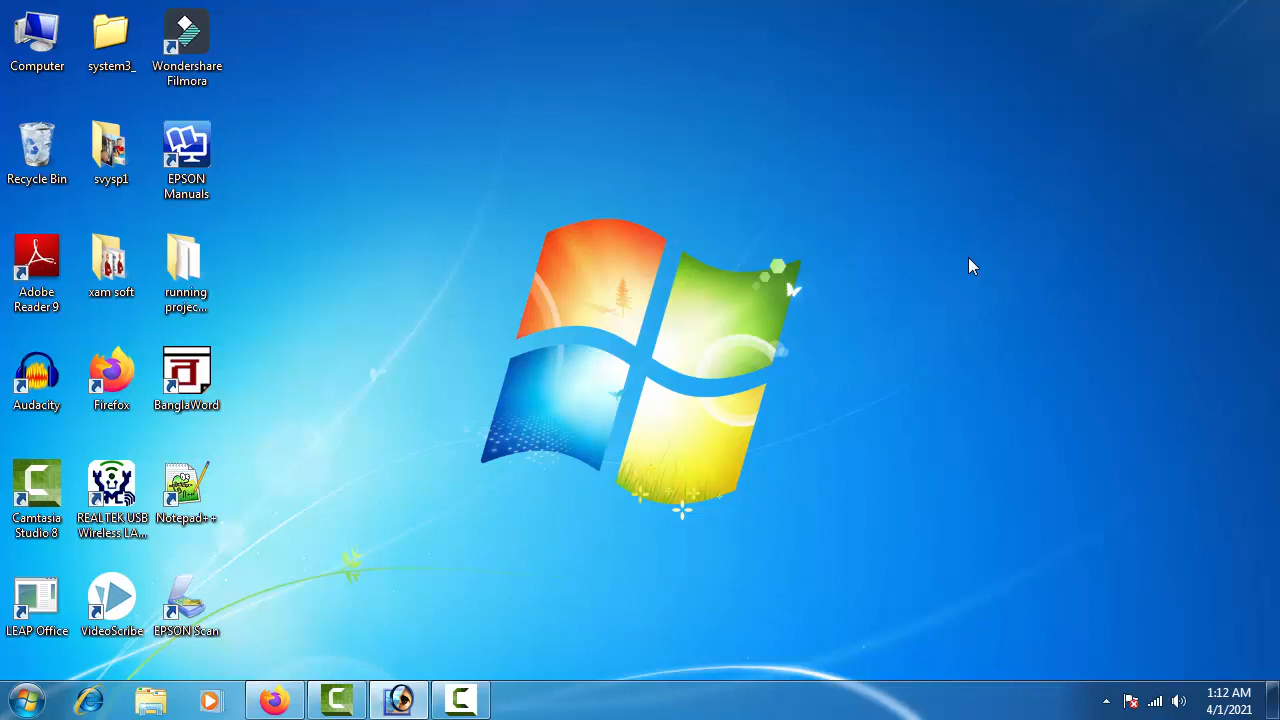 Computer
system3_
Wondershare
Filmora
Recycle Bin
svysp1
EPSON
Manuals
Adobe
Reader 9
xam soft
running
projec...
Audacity
Firefox
BanglaWord
Camtasia
Studio 8
REALTEK USB
Wireless LA...
Notepad++
LEAP Office
VideoScribe
EPSON Scan
1:12 AM
4/1/2021